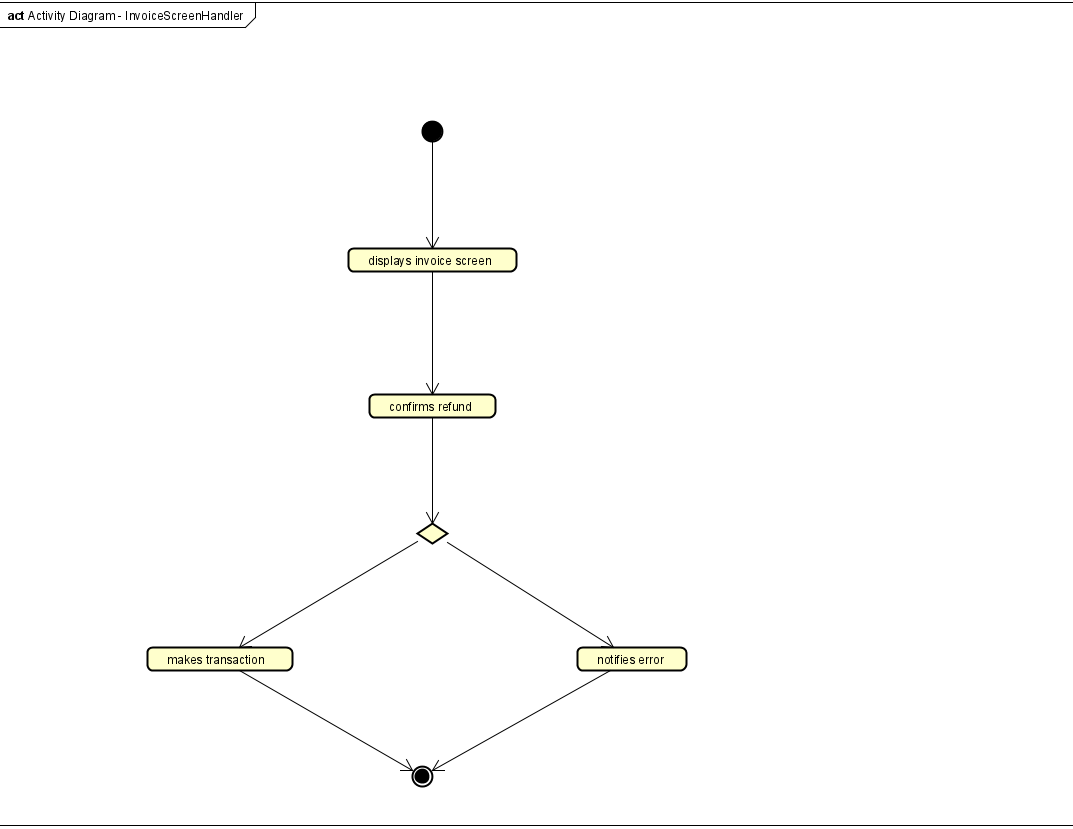 act Activity Diagram - InvoiceScreenHandler
displays invoice screen
confirms refund
makes transaction
notifies error